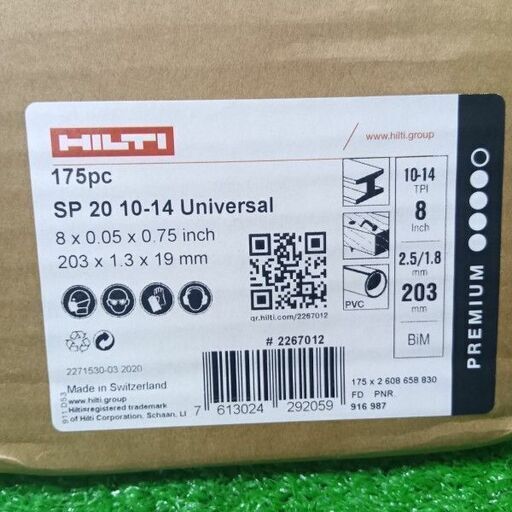 HILTI
www.hilti.group
175pc
SP 20 10-14 Universal
8 x 0.05 x 0.75 inch
203 x 1.3 x 19 mm
qr.hilti.com/2267012
PVC
10-14
TPI
8
Inch
2.5/1.8
mm
203
mm
BiM
PREMIUM
# 2267012
2271530-03 2020
Made in Switzerland
www.hilti.group
Hilti=registered trademark
of Hilti Corporation, Schaan, LI
911 D53
7 613024 292059
175 x 2 608 658 830
FD PNR
916 987